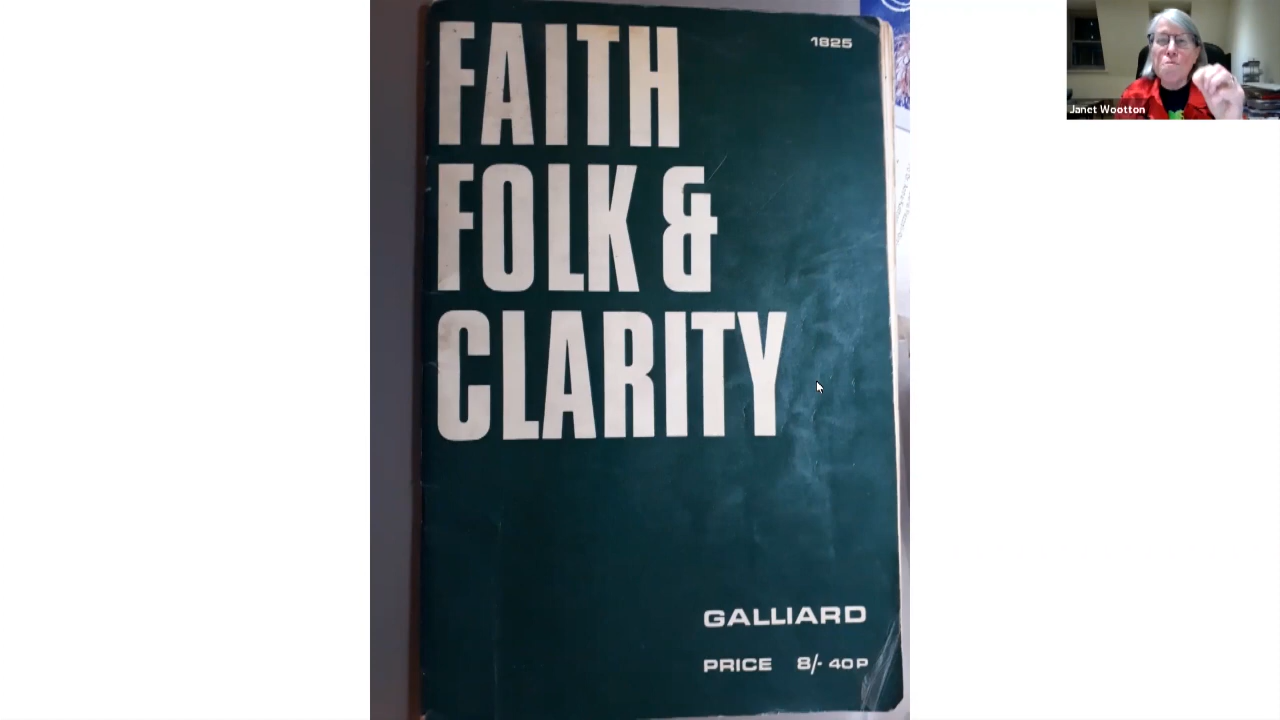 FAITH
FOLK &
CLARITY
1825
GALLIARD
PRICE 8/- 40P
Janet Wootton